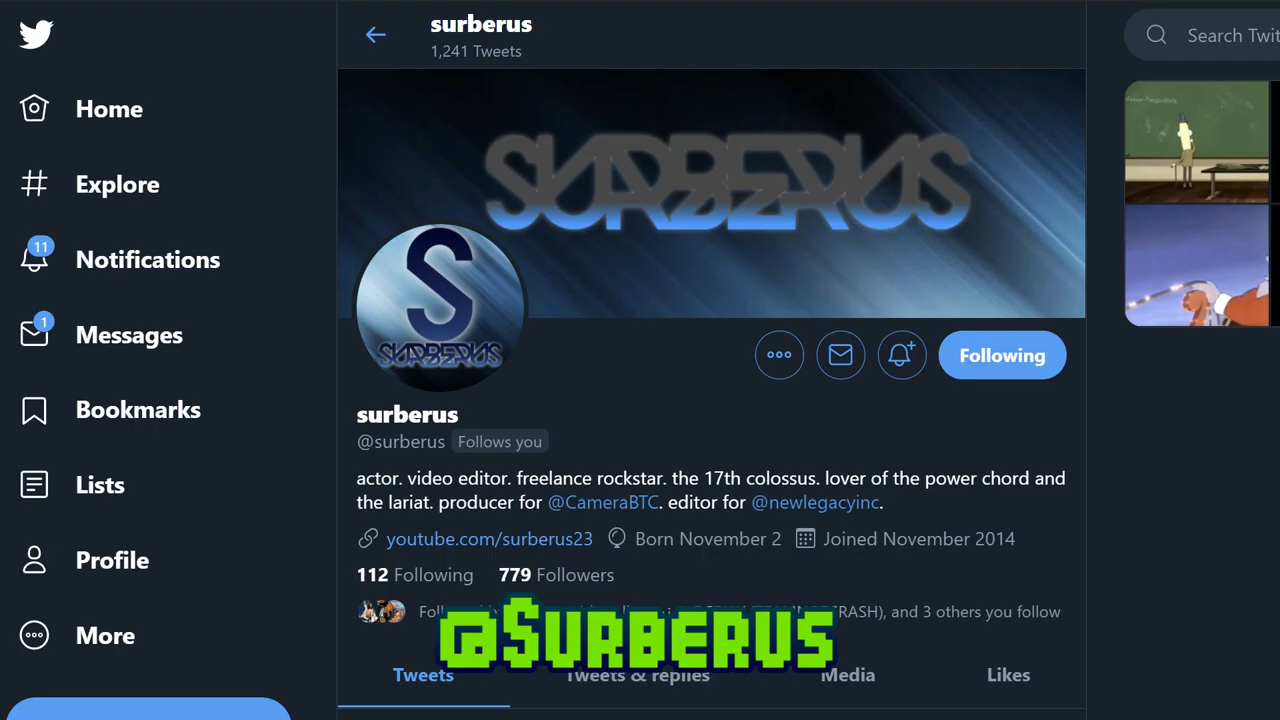 surberus
1,241 Tweets
Search Twit
Home
Explore
11
Notifications
1
Messages
Bookmarks
Lists
Profile
More
SURBERUS
S
SURBERUS
Following
surberus
@surberus Follows you
actor. video editor. freelance rockstar. the 17th colossus. lover of the power chord and
the lariat. producer for @CameraBTC. editor for @newlegacyinc.
youtube.com/surberus23 Born November 2 Joined November 2014
112 Following 779 Followers
and 3 others you follow
@SURBERUS
Tweets Tweets & replies Media Likes